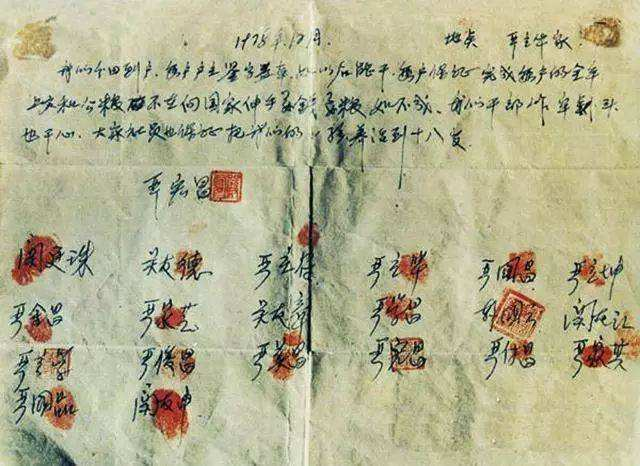 1978年12月 地点 严立华家
我们分田到户,每户户主签字盖章,如以后能干,每户保证完成每户的全年
上交和公粮,不在向国家伸手要钱要粮,如不成,我们干部作牢刹头
也干心,大家社员也保证把我们的小孩养活到十八岁。
严宏昌
关廷珠 关友德 严立符 严立华 严国昌 严立坤
严金昌 严家芝 关友章 严学昌 韩国云 关友江
严立学 严俊昌 严美昌 严宏昌 严付昌 严家其
严国品 关友申